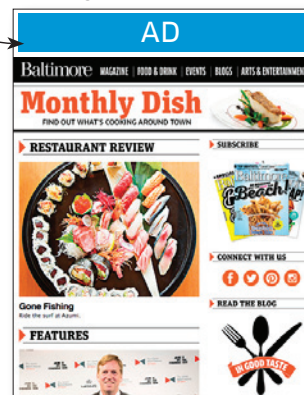 AD
Baltimore MAGAZINE FOOD & DRINK EVENTS BLOGS ARTS & ENTERTAINMEN
Monthly Dish
FIND OUT WHAT'S COOKING AROUND TOWN
RESTAURANT REVIEW
Gone Fishing
Ride the surf at Azumi.
FEATURES
SUBSCRIBE
Baltimore
Beach
CONNECT WITH US
READ THE BLOG
IN GOOD TASTE